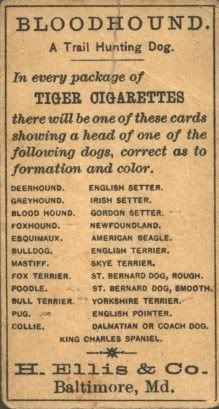 BLOODHOUND.
A Trail Hunting Dog.
In every package of
TIGER CIGARETTES
there will be one of these cards
showing a head of one of the
following dogs, correct as to
formation and color.
DEERHOUND. ENGLISH SETTER.
GREYHOUND. IRISH SETTER.
BLOOD HOUND. GORDON SETTER.
FOXHOUND. NEWFOUNDLAND.
ESQUIMAUX. AMERICAN BEAGLE.
BULLDOG. ENGLISH TERRIER.
MASTIFF. SKYE TERRIER.
FOX TERRIER. ST. BERNARD DOG, ROUGH.
POODLE. ST. BERNARD DOG, SMOOTH.
BULL TERRIER. YORKSHIRE TERRIER.
PUG. ENGLISH POINTER.
COLLIE. DALMATIAN OR COACH DOG.
KING CHARLES SPANIEL.
H. Ellis & Co.
Baltimore, Md.